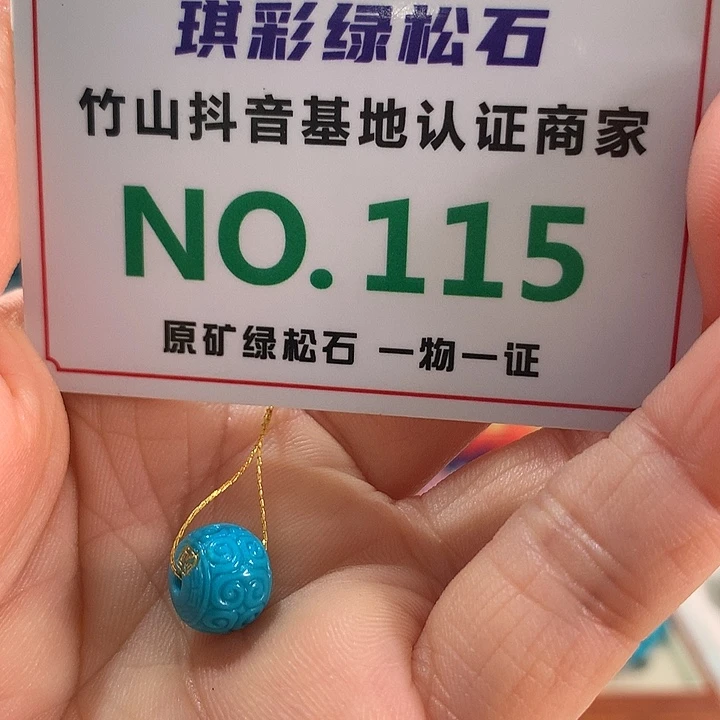 琪彩绿松石
竹山抖音基地认证商家
NO.115
原矿绿松石 一物一证